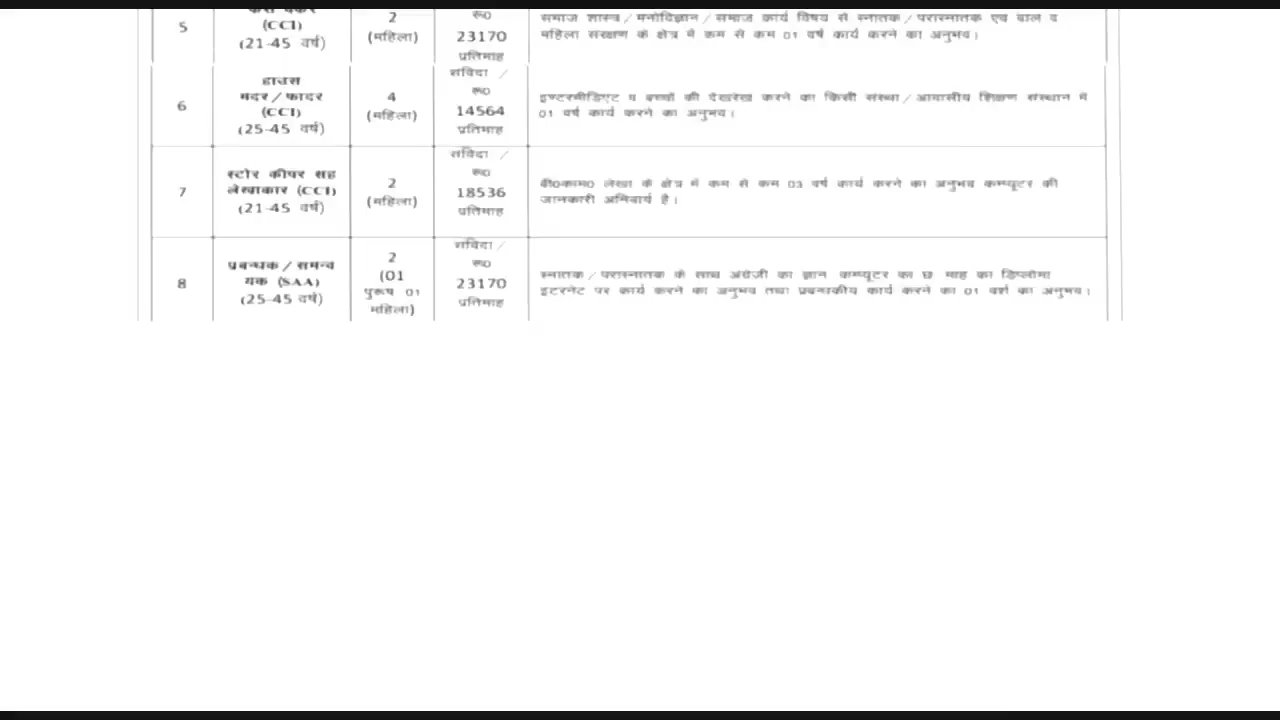 5
केस वर्कर
(CCI)
(21-45 वर्ष)
2
(महिला)
रू0
23170
प्रतिमाह
समाज शास्त्र/मनोविज्ञान/समाज कार्य विषय से स्नातक/परास्नातक एवं बाल व
महिला संरक्षण के क्षेत्र में कम से कम 01 वर्ष कार्य करने का अनुभव।
6
हाउस
मदर/फादर
(CCI)
(25-45 वर्ष)
4
(महिला)
संविदा /
रू0
14564
प्रतिमाह
इण्टरमीडिएट व बच्चों की देखरेख करने का किसी संस्था/आवासीय शिक्षण संस्थान में
01 वर्ष कार्य करने का अनुभव।
7
स्टोर कीपर सह
लेखाकार (CCI)
(21-45 वर्ष)
2
(महिला)
संविदा /
रू0
18536
प्रतिमाह
बी0काम0 लेखा के क्षेत्र में कम से कम 03 वर्ष कार्य करने का अनुभव कम्प्यूटर की
जानकारी अनिवार्य है।
8
प्रबन्धक/समन्व
यक (SAA)
(25-45 वर्ष)
2
(01
पुरूष 01
महिला)
संविदा /
रू0
23170
प्रतिमाह
स्नातक/परास्नातक के साथ अंग्रेजी का ज्ञान कम्प्यूटर का छ माह का डिप्लोमा
इटरनेट पर कार्य करने का अनुभव तथा प्रबन्धकीय कार्य करने का 01 वर्श का अनुभव।